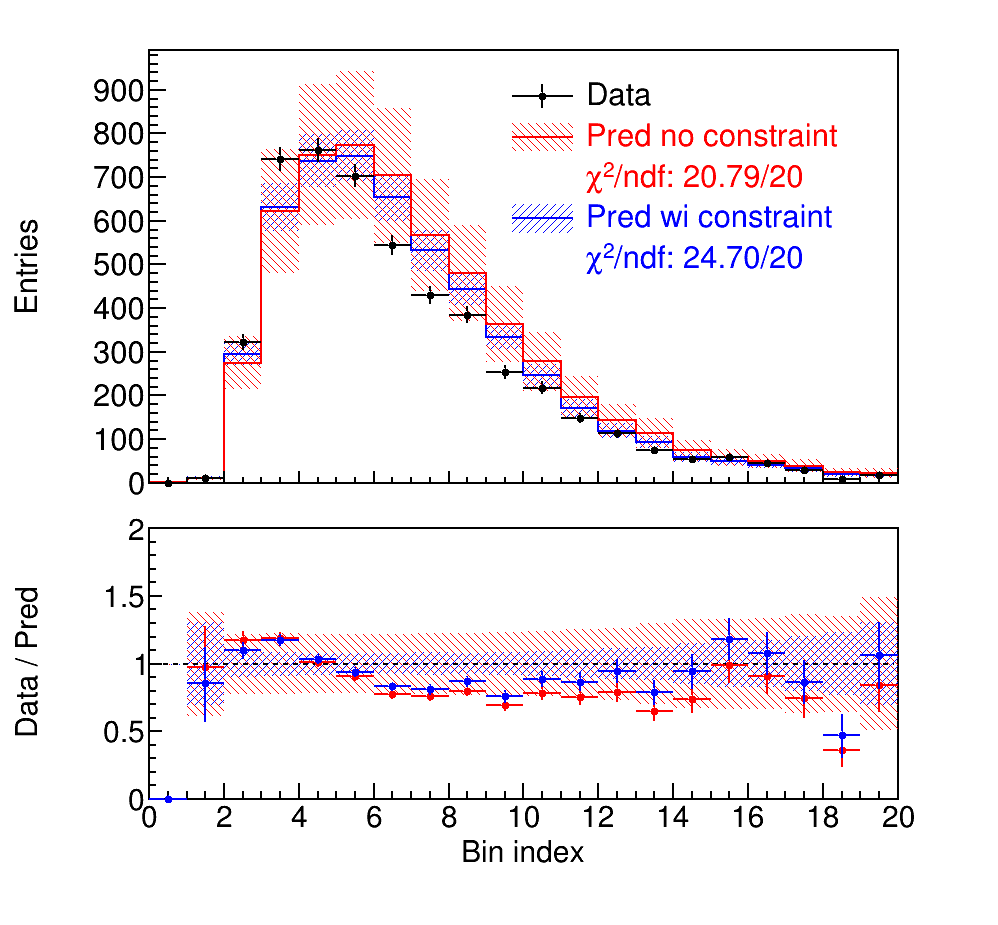 Entries
900
800
700
600
500
400
300
200
100
0
Data
Pred no constraint
χ²/ndf: 20.79/20
Pred wi constraint
χ²/ndf: 24.70/20
Data / Pred
2
1.5
1
0.5
0
0 2 4 6 8 10 12 14 16 18 20
Bin index